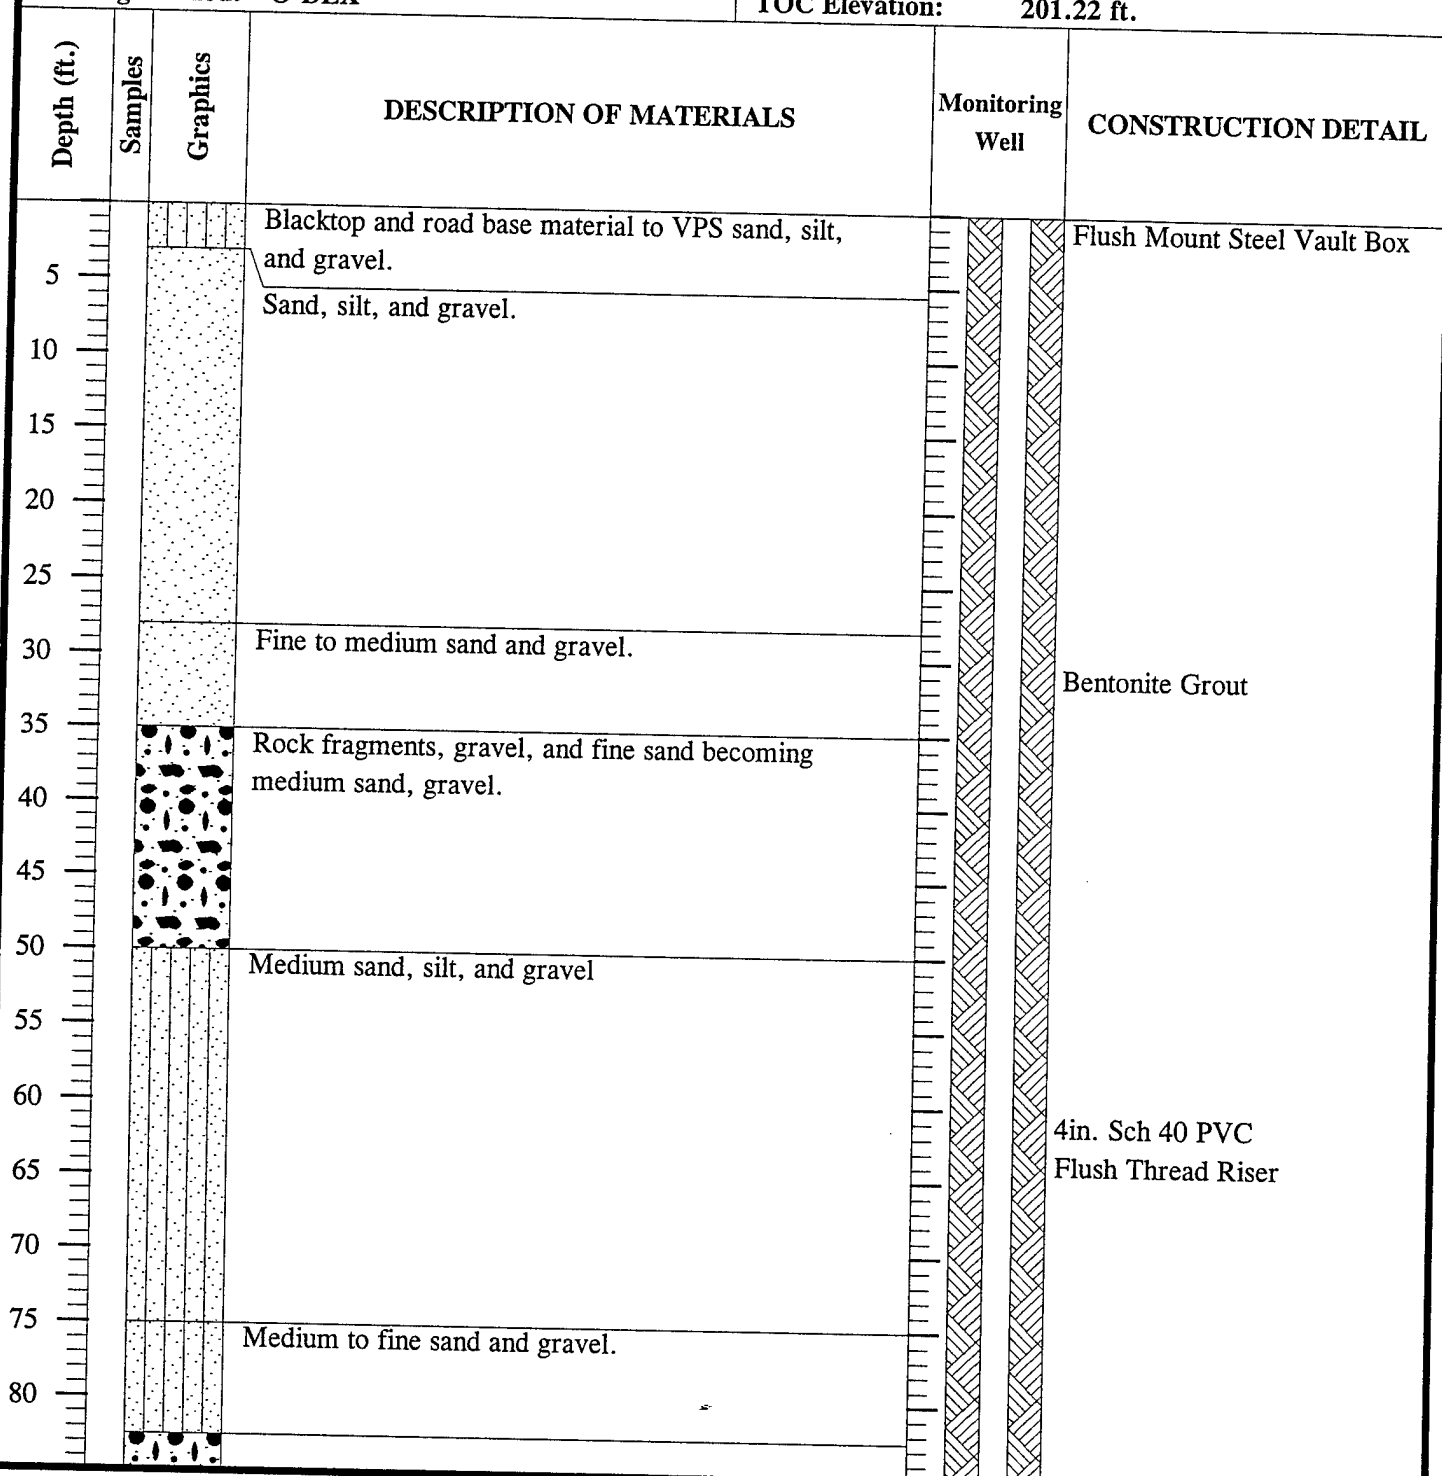 TOC Elevation: 201.22 ft.
Depth (ft.)
Samples
Graphics
DESCRIPTION OF MATERIALS
Monitoring
Well
CONSTRUCTION DETAIL
Blacktop and road base material to VPS sand, silt,
and gravel.
Flush Mount Steel Vault Box
5
Sand, silt, and gravel.
10
15
20
25
30
Fine to medium sand and gravel.
Bentonite Grout
35
Rock fragments, gravel, and fine sand becoming
medium sand, gravel.
40
45
50
Medium sand, silt, and gravel
55
60
4in. Sch 40 PVC
Flush Thread Riser
65
70
75
Medium to fine sand and gravel.
80